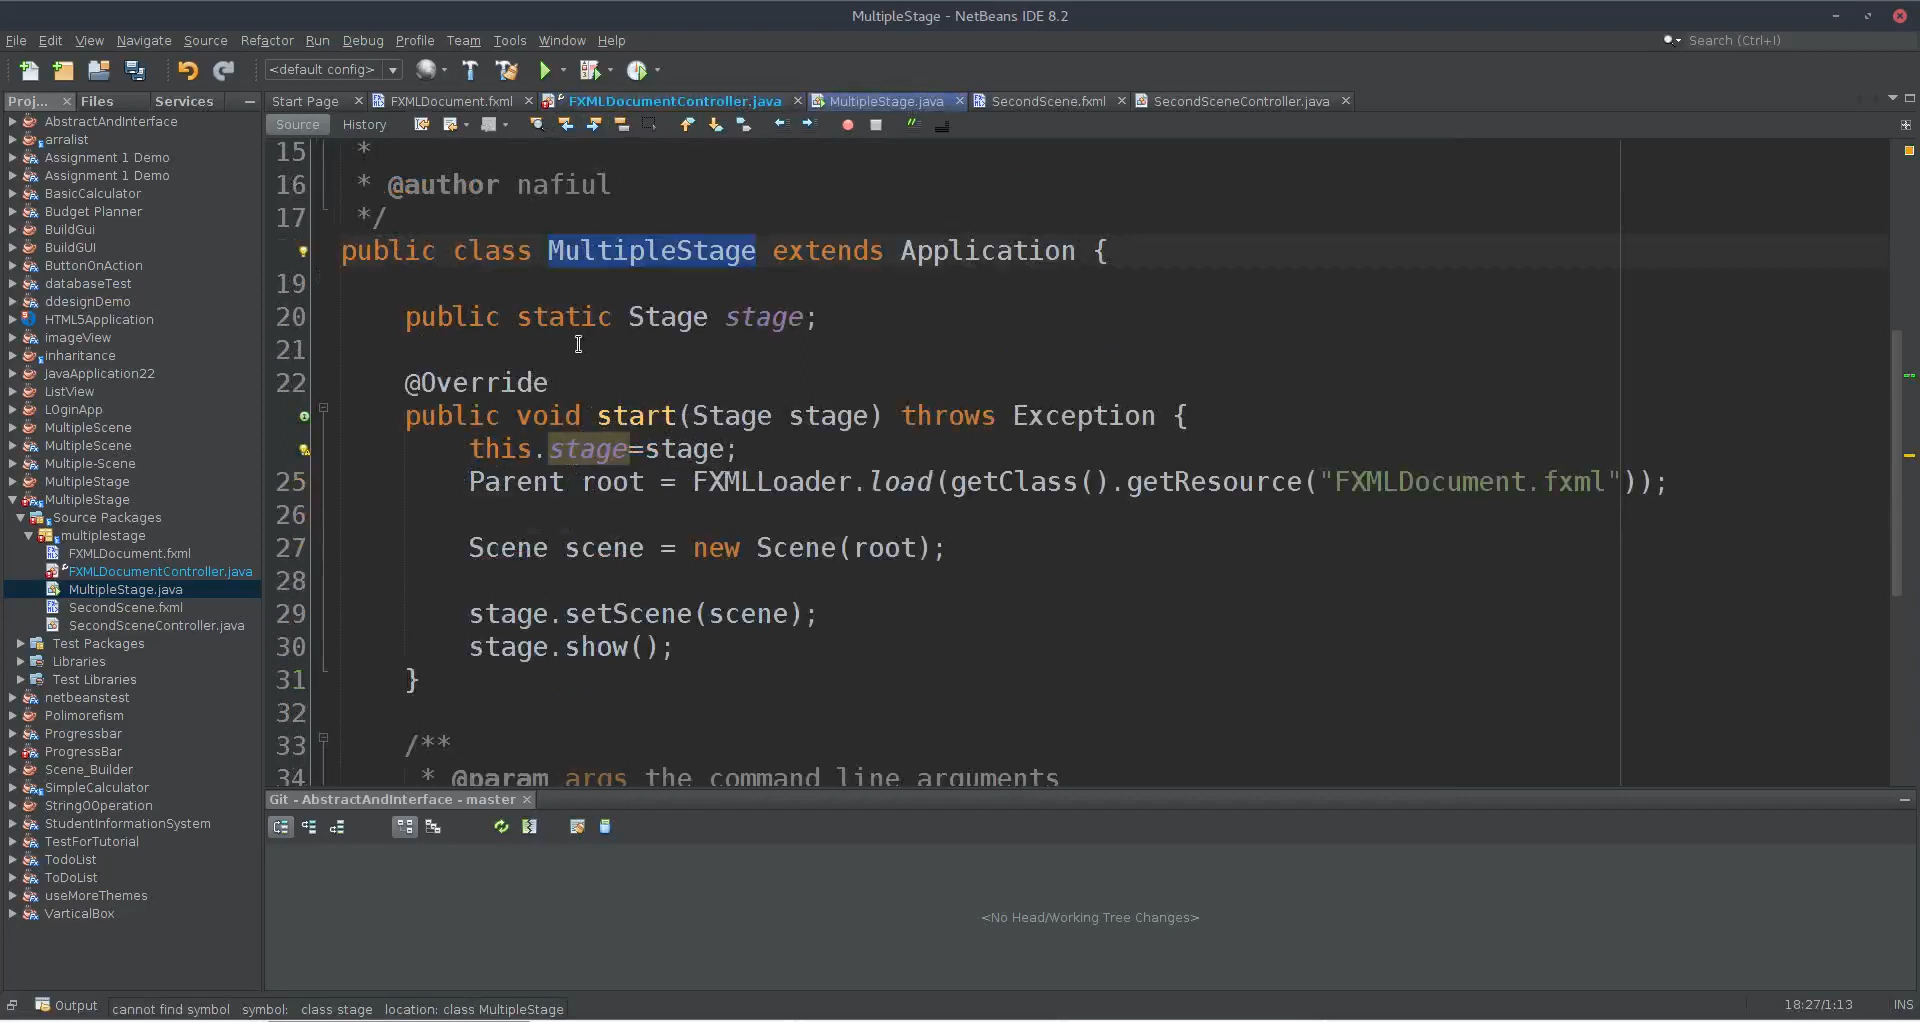 MultipleStage - NetBeans IDE 8.2
File Edit View Navigate Source Refactor Run Debug Profile Team Tools Window Help Search (Ctrl+I)
<default config>
Proj... Files Services
Start Page FXMLDocument.fxml FXMLDocumentController.java MultipleStage.java SecondScene.fxml SecondSceneController.java
Source History
AbstractAndInterface
arralist
Assignment 1 Demo
Assignment 1 Demo
BasicCalculator
Budget Planner
BuildGui
BuildGUI
ButtonOnAction
databaseTest
ddesignDemo
HTML5Application
imageView
inharitance
JavaApplication22
ListView
LOginApp
MultipleScene
MultipleScene
Multiple-Scene
MultipleStage
MultipleStage
Source Packages
multiplestage
FXMLDocument.fxml
FXMLDocumentController.java
MultipleStage.java
SecondScene.fxml
SecondSceneController.java
Test Packages
Libraries
Test Libraries
netbeanstest
Polimorefism
Progressbar
ProgressBar
Scene_Builder
SimpleCalculator
StringOOperation
StudentInformationSystem
TestForTutorial
TodoList
ToDoList
useMoreThemes
VarticalBox
15 *
16 * @author nafiul
17 */
public class MultipleStage extends Application {
19
20 public static Stage stage;
21
22 @Override
public void start(Stage stage) throws Exception {
this.stage=stage;
25 Parent root = FXMLLoader.load(getClass().getResource("FXMLDocument.fxml"));
26
27 Scene scene = new Scene(root);
28
29 stage.setScene(scene);
30 stage.show();
31 }
32
33 /**
34 * @param args the command line arguments
Git - AbstractAndInterface - master
<No Head/Working Tree Changes>
Output cannot find symbol symbol: class stage location: class MultipleStage 18:27/1:13 INS